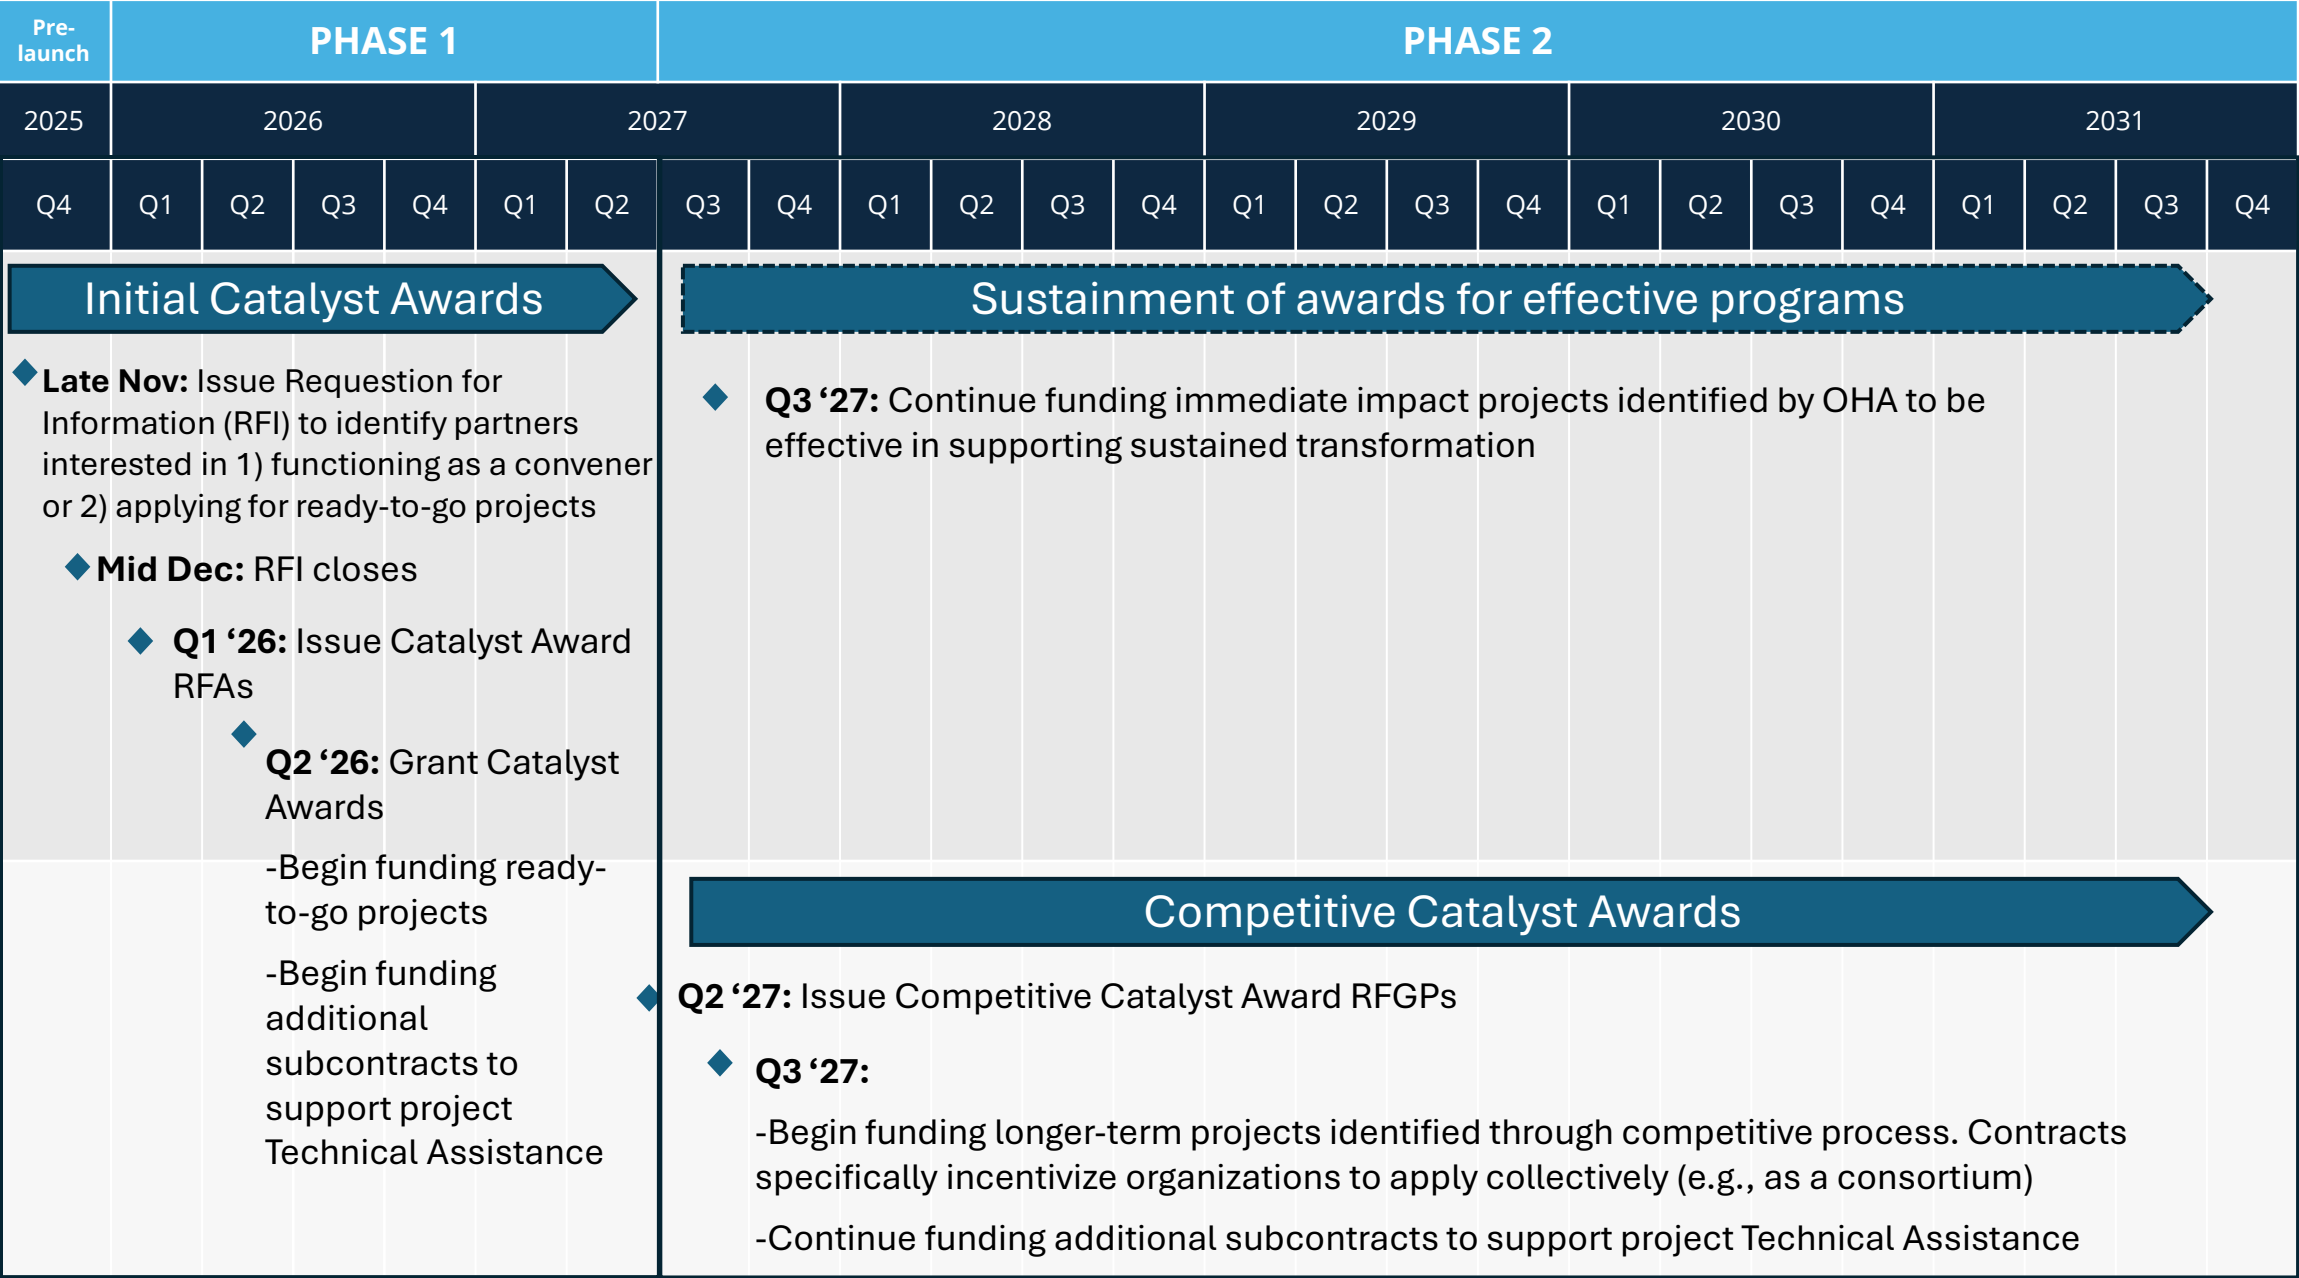 Pre-
launch
PHASE 1
PHASE 2
2025
2026
2027
2028
2029
2030
2031
Q4
Q1
Q2
Q3
Q4
Q1
Q2
Q3
Q4
Q1
Q2
Q3
Q4
Q1
Q2
Q3
Q4
Q1
Q2
Q3
Q4
Q1
Q2
Q3
Q4
Initial Catalyst Awards
Late Nov: Issue Requestion for
Information (RFI) to identify partners
interested in 1) functioning as a convener
or 2) applying for ready-to-go projects
Mid Dec: RFI closes
Q1 ‘26: Issue Catalyst Award
RFAs
Q2 ‘26: Grant Catalyst
Awards
-Begin funding ready-
to-go projects
-Begin funding
additional
subcontracts to
support project
Technical Assistance
Sustainment of awards for effective programs
Q3 ‘27: Continue funding immediate impact projects identified by OHA to be
effective in supporting sustained transformation
Competitive Catalyst Awards
Q2 ‘27: Issue Competitive Catalyst Award RFGPs
Q3 ‘27:
-Begin funding longer-term projects identified through competitive process. Contracts
specifically incentivize organizations to apply collectively (e.g., as a consortium)
-Continue funding additional subcontracts to support project Technical Assistance